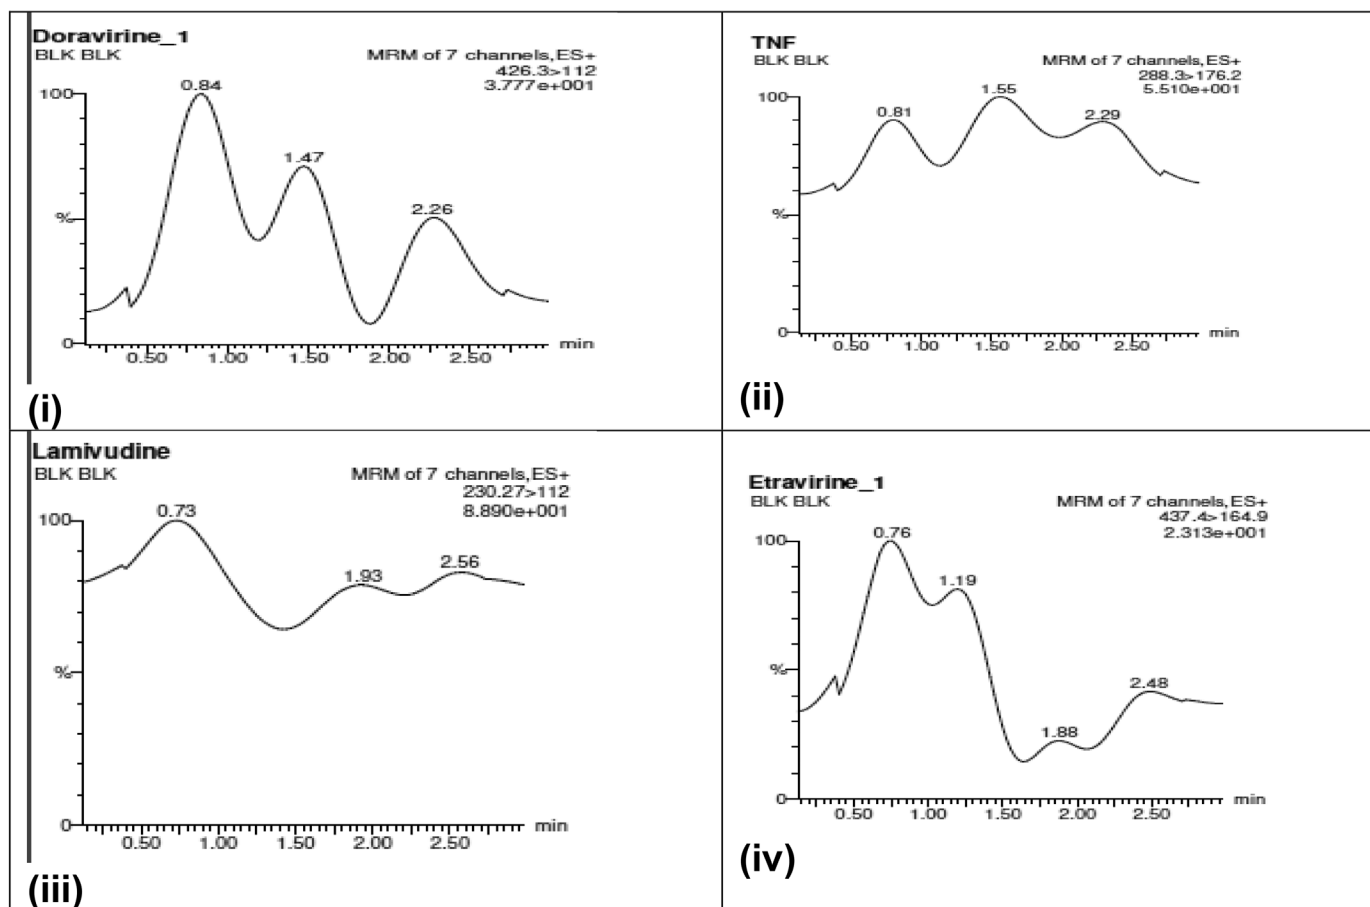 Doravirine_1
BLK BLK
MRM of 7 channels,ES+
426.3>112
3.777e+001
0.84
100
1.47
2.26
%
0
0.50 1.00 1.50 2.00 2.50
min
(i)
TNF
BLK BLK
MRM of 7 channels,ES+
288.3>176.2
5.510e+001
1.55
100
0.81
2.29
%
0
min
0.50 1.00 1.50 2.00 2.50
(ii)
Lamivudine
BLK BLK
MRM of 7 channels,ES+
230.27>112
8.890e+001
0.73
100
1.93
2.56
%
0
min
0.50 1.00 1.50 2.00 2.50
(iii)
Etravirine_1
BLK BLK
MRM of 7 channels,ES+
437.4>164.9
2.313e+001
0.76
100
1.19
%
2.48
1.88
0
min
0.50 1.00 1.50 2.00 2.50
(iv)